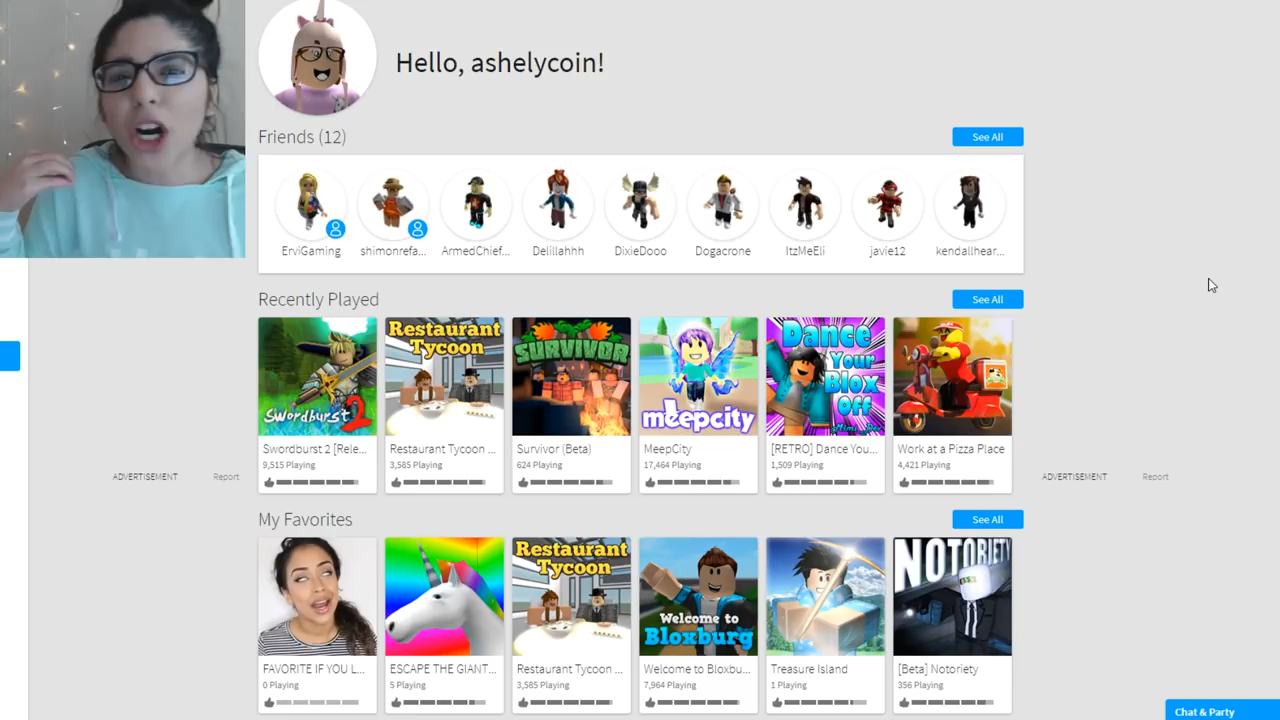 Hello, ashelycoin!
Friends (12)
See All
ErviGaming
shimonrefa...
ArmedChief...
Delillahhh
DixieDooo
Dogacrone
ItzMeEli
javie12
kendallhear...
Recently Played
See All
Swordburst 2
Restaurant Tycoon
SURVIVOR
meepcity
Dance Your Blox Off
Swordburst 2 [Rele...
Restaurant Tycoon ...
Survivor (Beta)
MeepCity
[RETRO] Dance You...
Work at a Pizza Place
9,515 Playing
3,585 Playing
624 Playing
17,464 Playing
1,509 Playing
4,421 Playing
ADVERTISEMENT
Report
ADVERTISEMENT
Report
My Favorites
See All
Restaurant Tycoon
Welcome to Bloxburg
NOTORIETY
FAVORITE IF YOU L...
ESCAPE THE GIANT...
Restaurant Tycoon ...
Welcome to Bloxbu...
Treasure Island
[Beta] Notoriety
0 Playing
5 Playing
3,585 Playing
7,964 Playing
1 Playing
356 Playing
Chat & Party